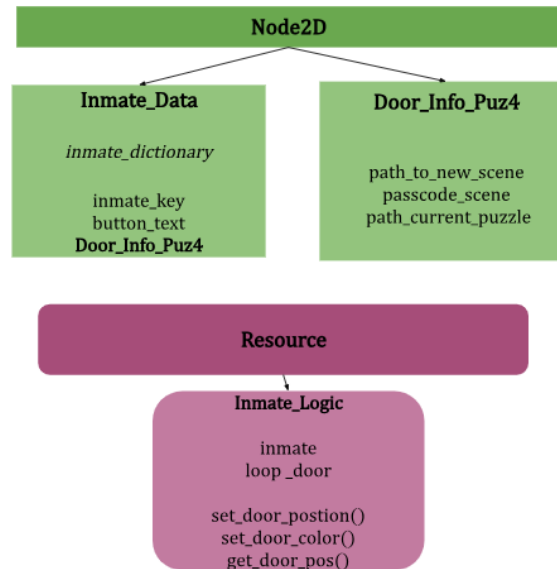 Node2D
Inmate_Data
inmate_dictionary
inmate_key
button_text
Door_Info_Puz4
Door_Info_Puz4
path_to_new_scene
passcode_scene
path_current_puzzle
Resource
Inmate_Logic
inmate
loop _door
set_door_postion()
set_door_color()
get_door_pos()